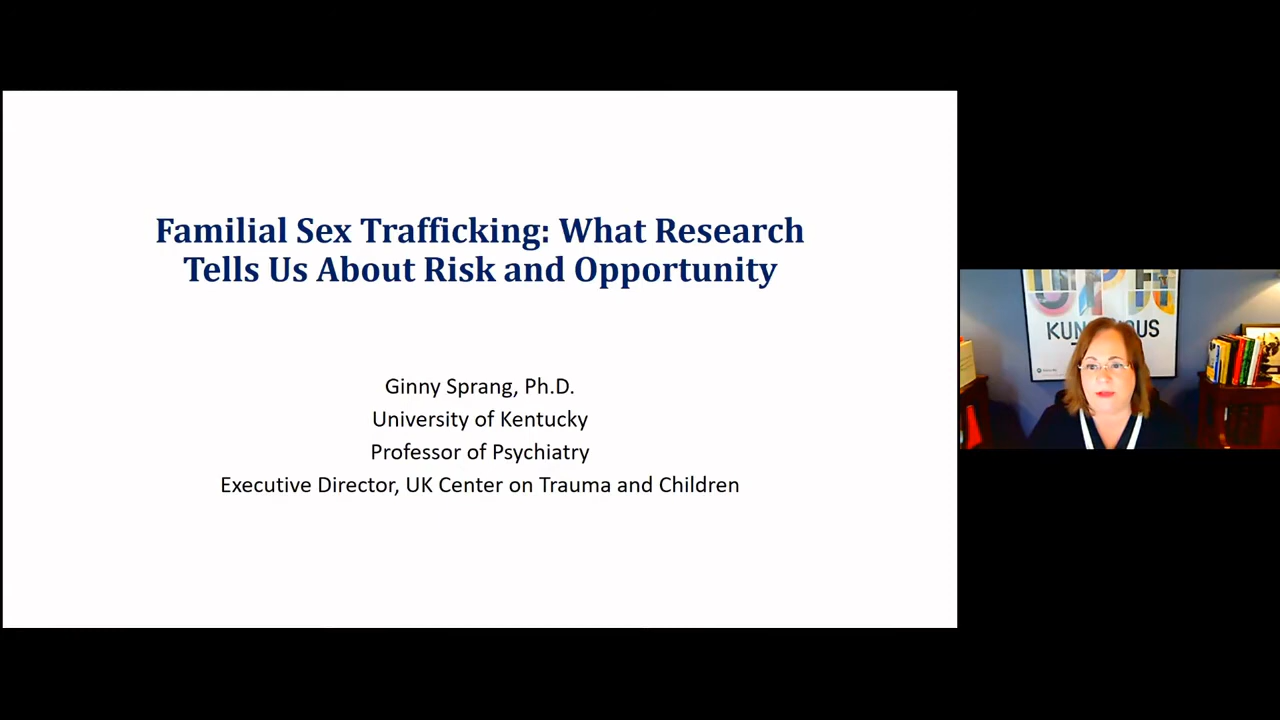 Familial Sex Trafficking: What Research
Tells Us About Risk and Opportunity
Ginny Sprang, Ph.D.
University of Kentucky
Professor of Psychiatry
Executive Director, UK Center on Trauma and Children